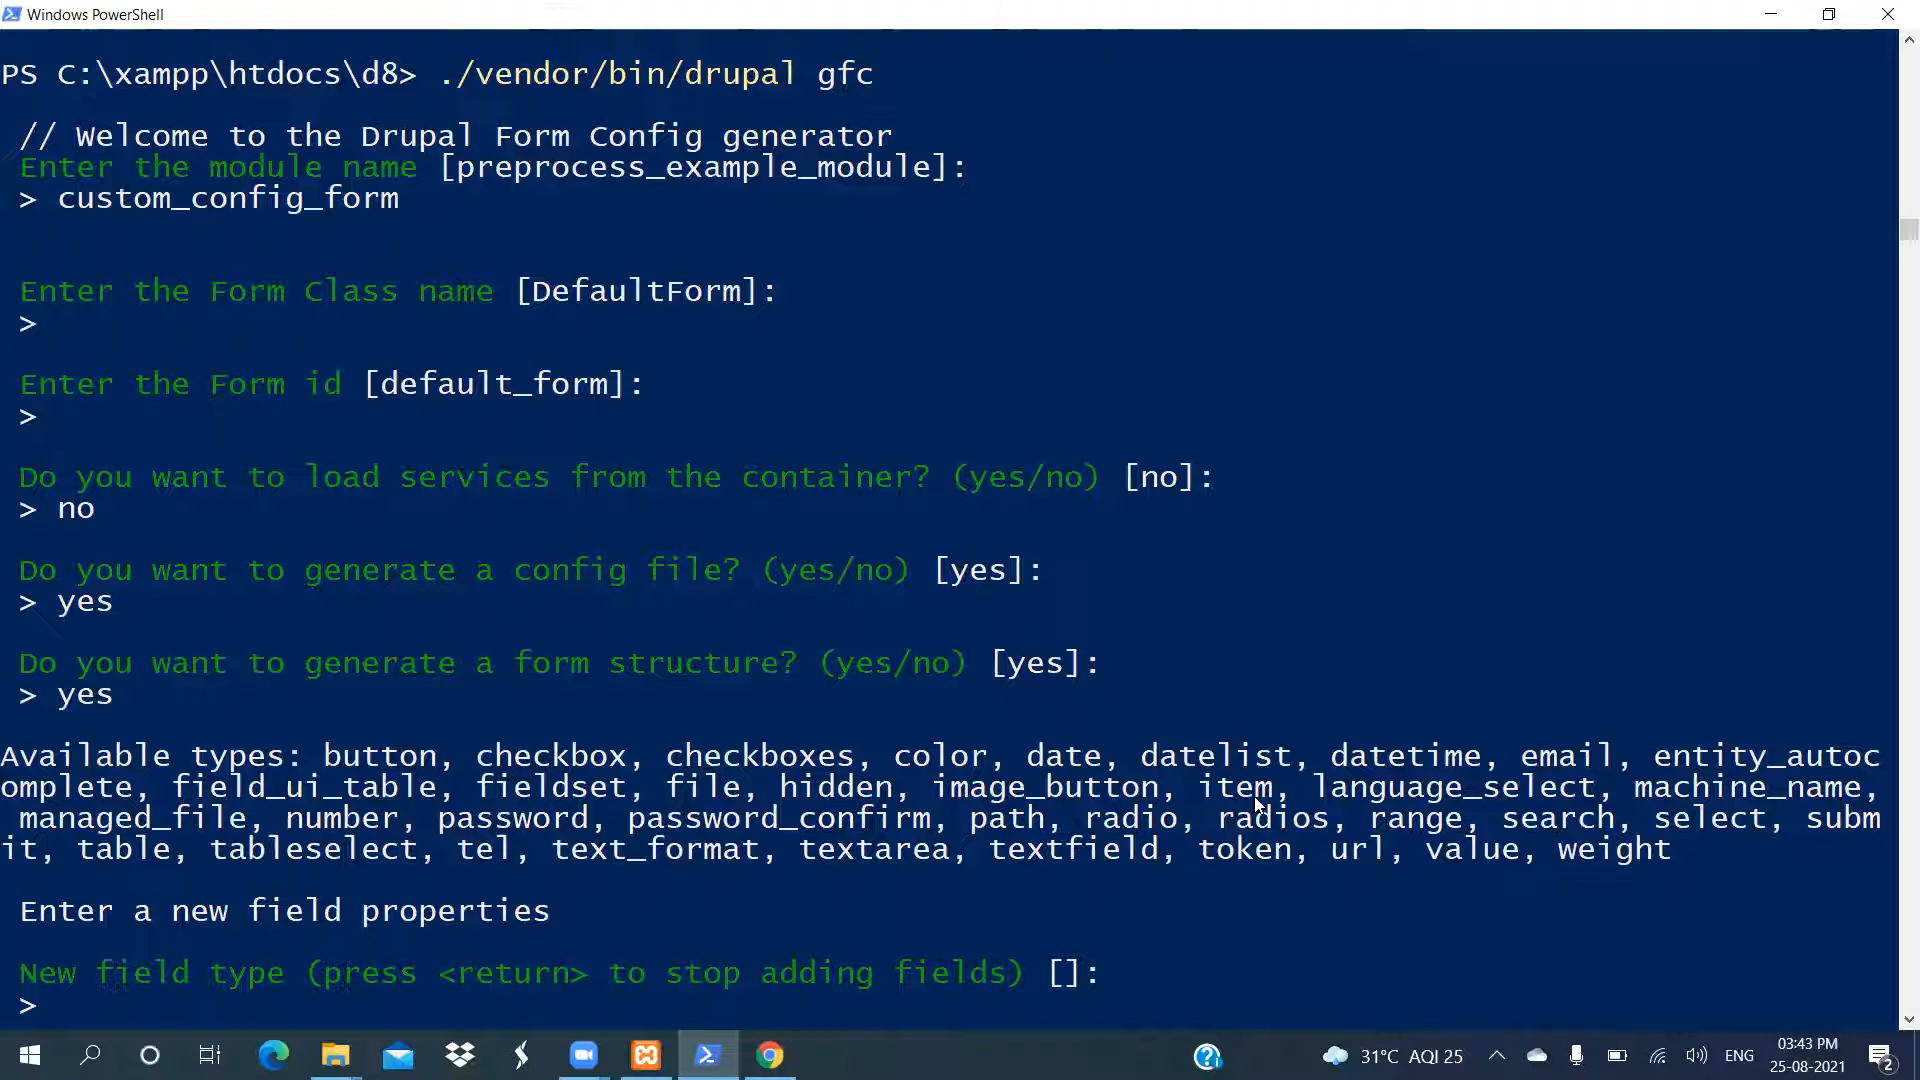 Windows PowerShell
PS C:\xampp\htdocs\d8> ./vendor/bin/drupal gfc
// Welcome to the Drupal Form Config generator
Enter the module name [preprocess_example_module]:
> custom_config_form
Enter the Form Class name [DefaultForm]:
>
Enter the Form id [default_form]:
>
Do you want to load services from the container? (yes/no) [no]:
> no
Do you want to generate a config file? (yes/no) [yes]:
> yes
Do you want to generate a form structure? (yes/no) [yes]:
> yes
Available types: button, checkbox, checkboxes, color, date, datelist, datetime, email, entity_autoc
omplete, field_ui_table, fieldset, file, hidden, image_button, item, language_select, machine_name,
managed_file, number, password, password_confirm, path, radio, radios, range, search, select, subm
it, table, tableselect, tel, text_format, textarea, textfield, token, url, value, weight
Enter a new field properties
New field type (press <return> to stop adding fields) []:
>
31°C AQI 25
ENG
03:43 PM
25-08-2021
2